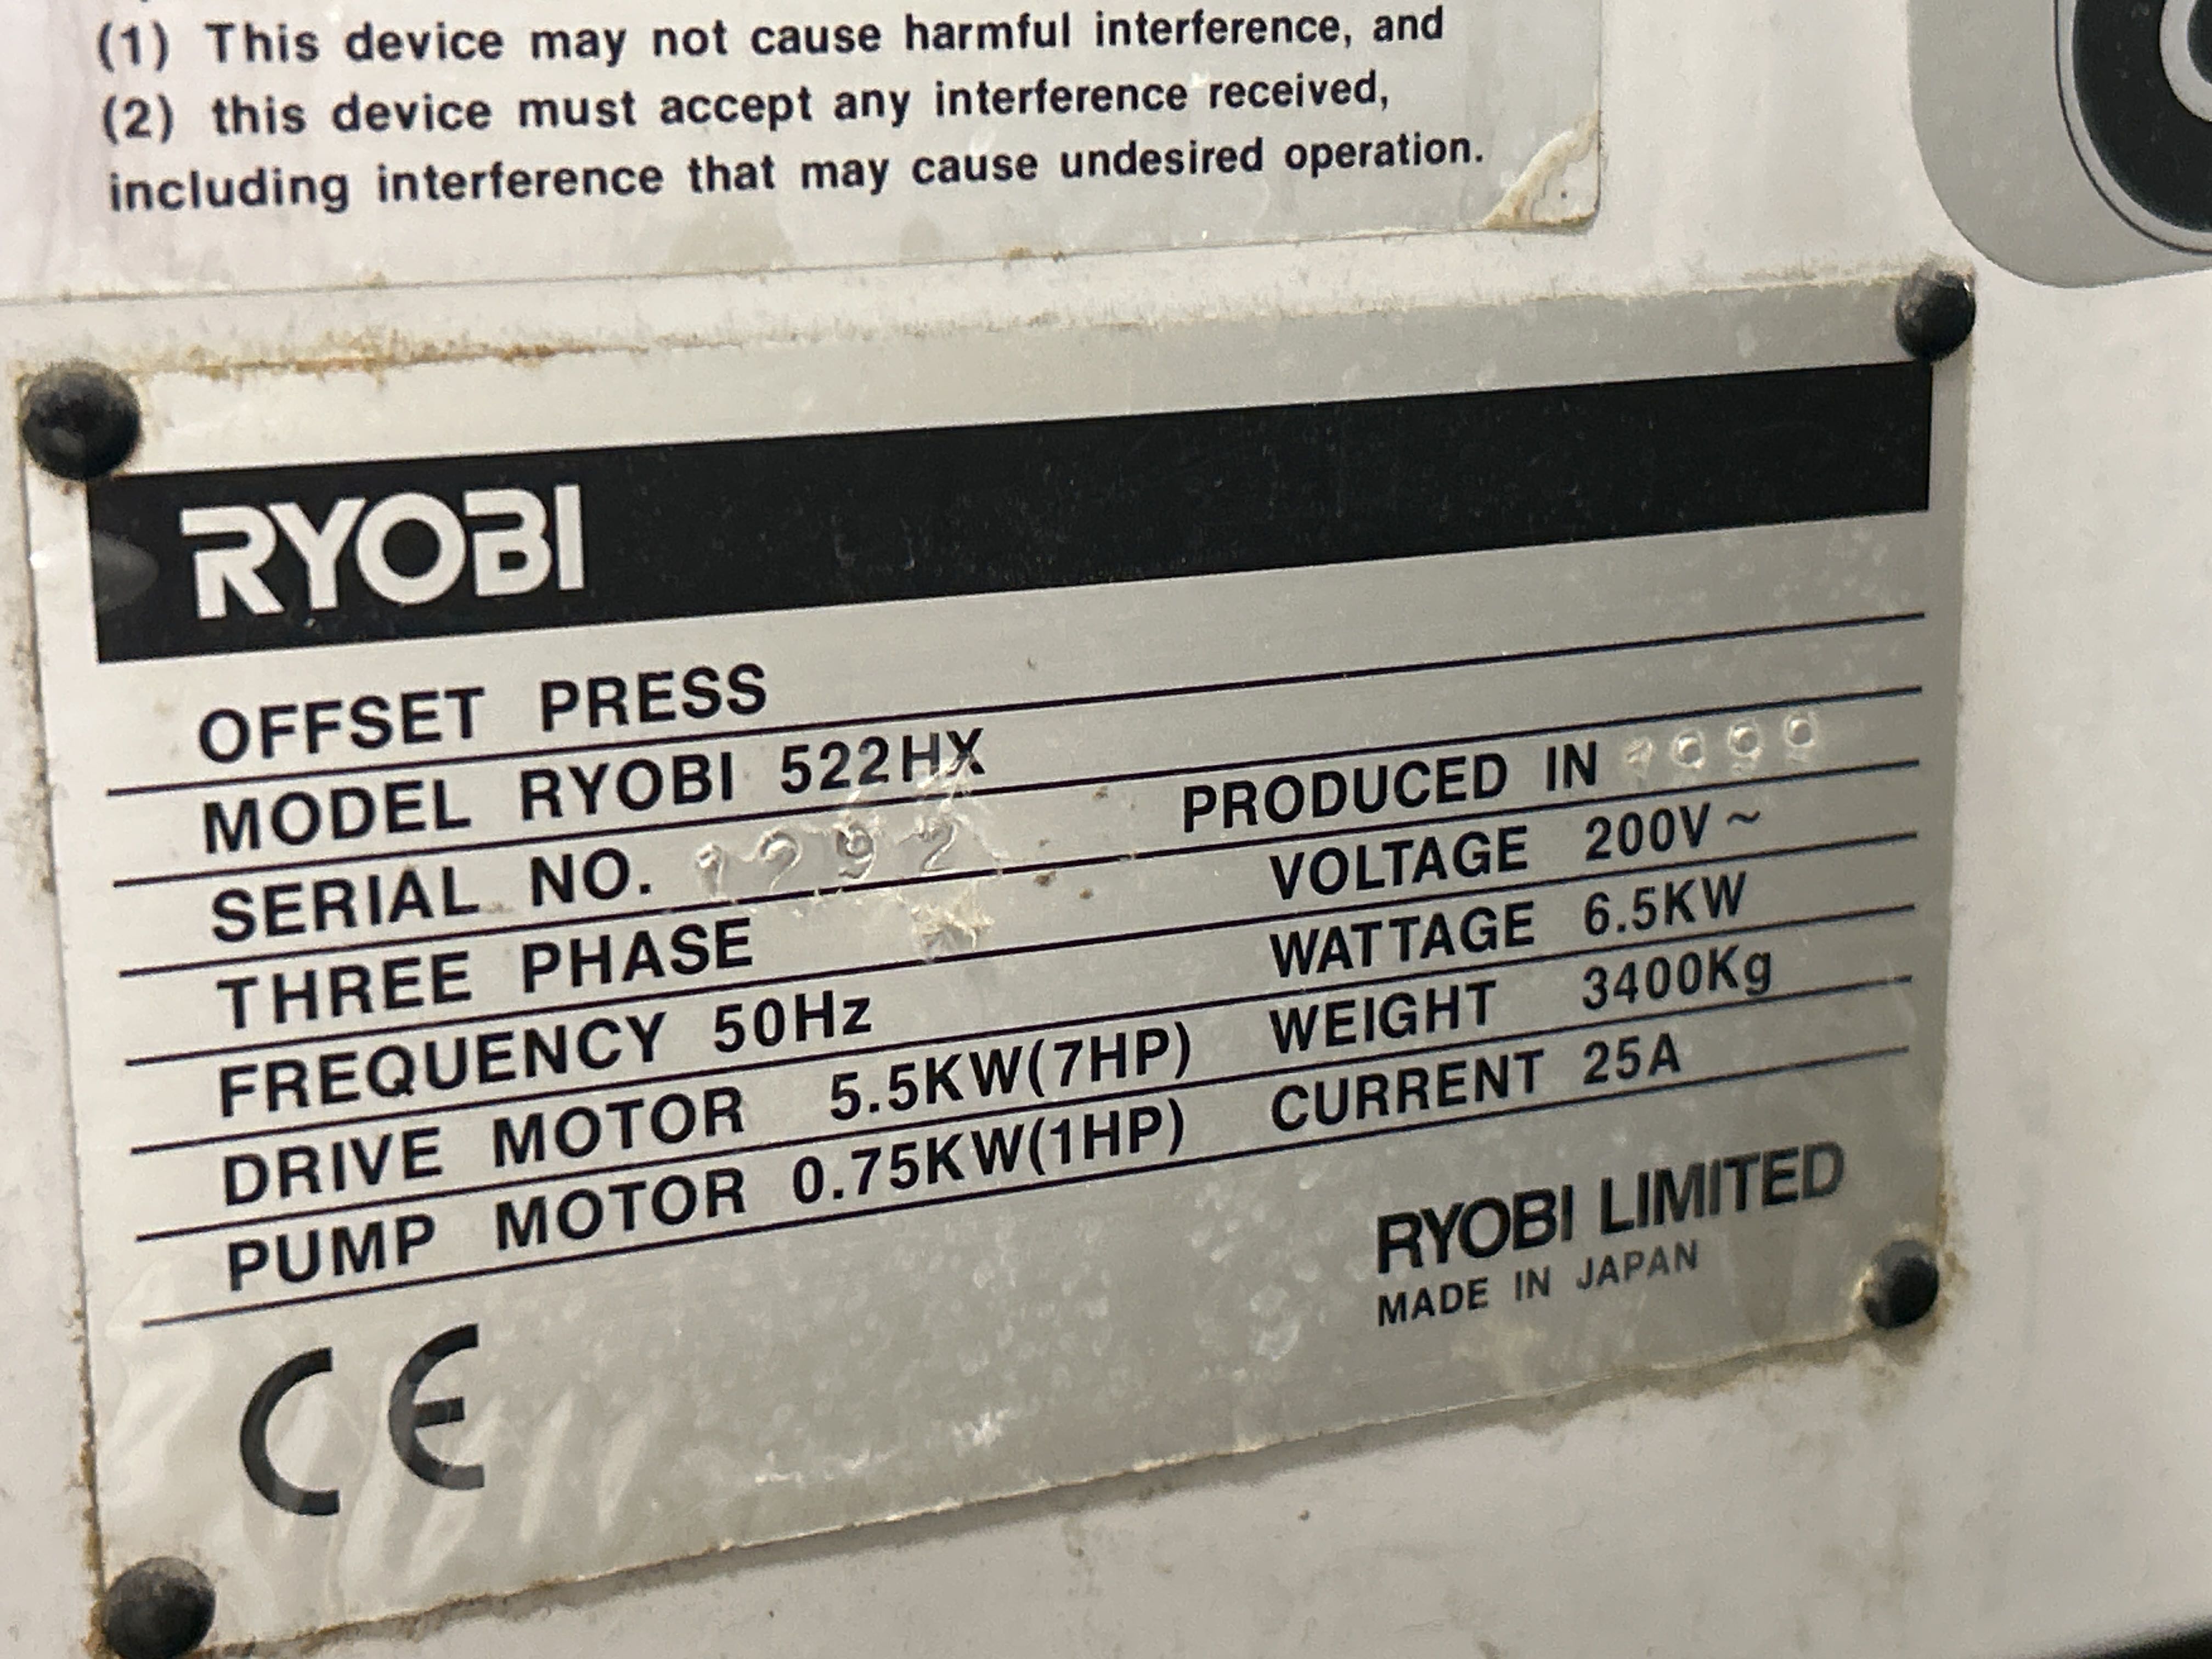 (1) This device may not cause harmful interference, and
(2) this device must accept any interference received,
including interference that may cause undesired operation.
RYOBI
OFFSET PRESS
MODEL RYOBI 522HX
SERIAL NO. PRODUCED IN
THREE PHASE VOLTAGE 200V~
FREQUENCY 50Hz WATTAGE 6.5KW
DRIVE MOTOR 5.5KW(7HP) WEIGHT 3400Kg
PUMP MOTOR 0.75KW(1HP) CURRENT 25A
RYOBI LIMITED
MADE IN JAPAN
CE